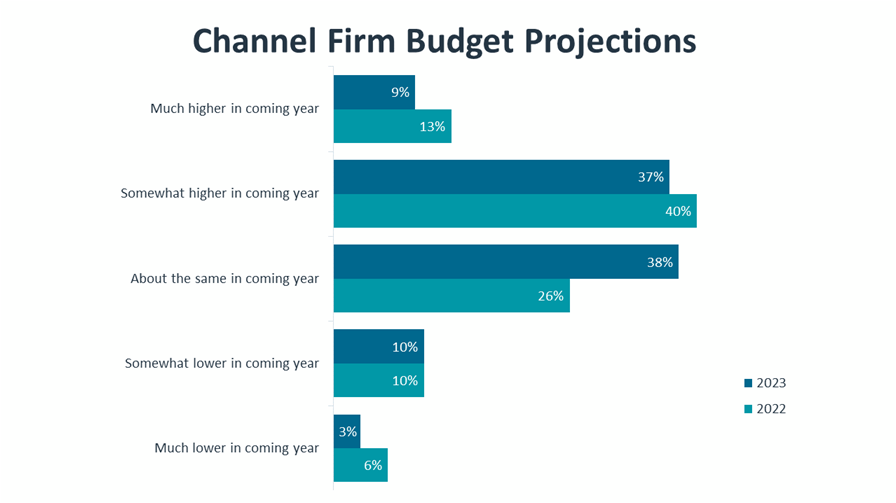 Channel Firm Budget Projections
Much higher in coming year
9%
13%
Somewhat higher in coming year
37%
40%
About the same in coming year
38%
26%
Somewhat lower in coming year
10%
10%
Much lower in coming year
3%
6%
2023
2022